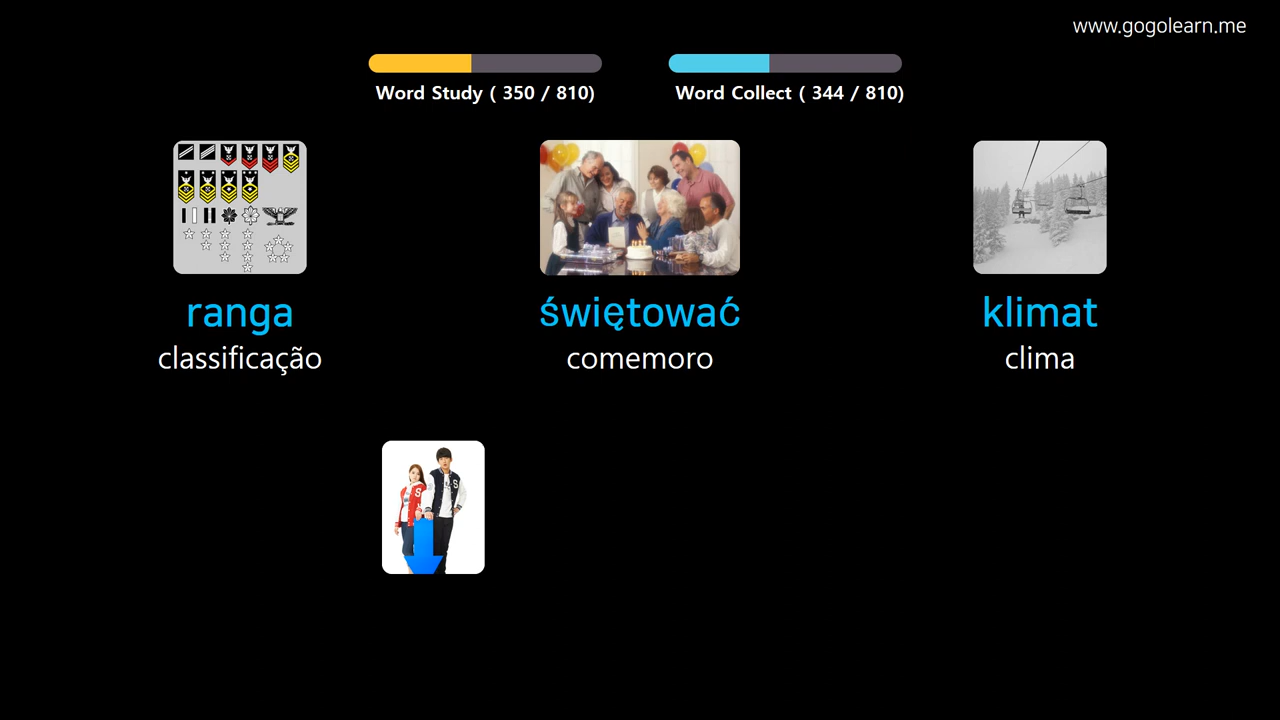 www.gogolearn.me
Word Study ( 350 / 810)
Word Collect ( 344 / 810)
ranga
świętować
klimat
classificação
comemoro
clima